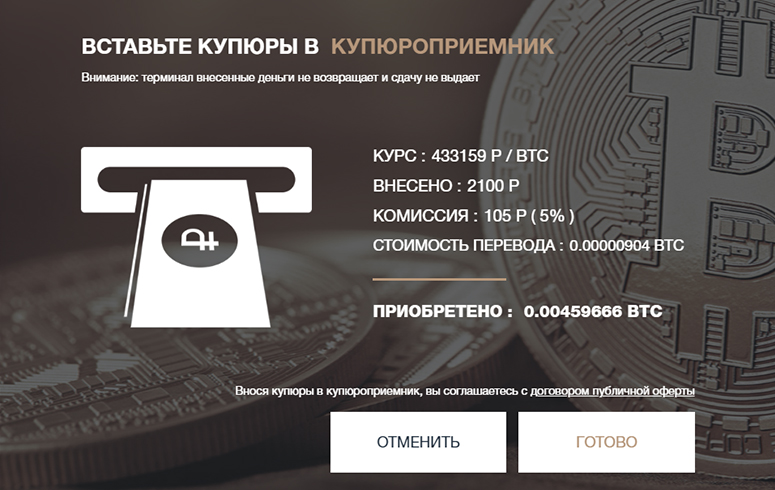 ВСТАВЬТЕ КУПЮРЫ В КУПЮРОПРИЕМНИК
Внимание: терминал внесенные деньги не возвращает и сдачу не выдает
КУРС : 433159 Р / BTC
ВНЕСЕНО : 2100 Р
КОМИССИЯ : 105 Р ( 5% )
СТОИМОСТЬ ПЕРЕВОДА : 0.00000904 BTC
ПРИОБРЕТЕНО : 0.00459666 BTC
Внося купюры в купюроприемник, вы соглашаетесь с договором публичной оферты
ОТМЕНИТЬ
ГОТОВО